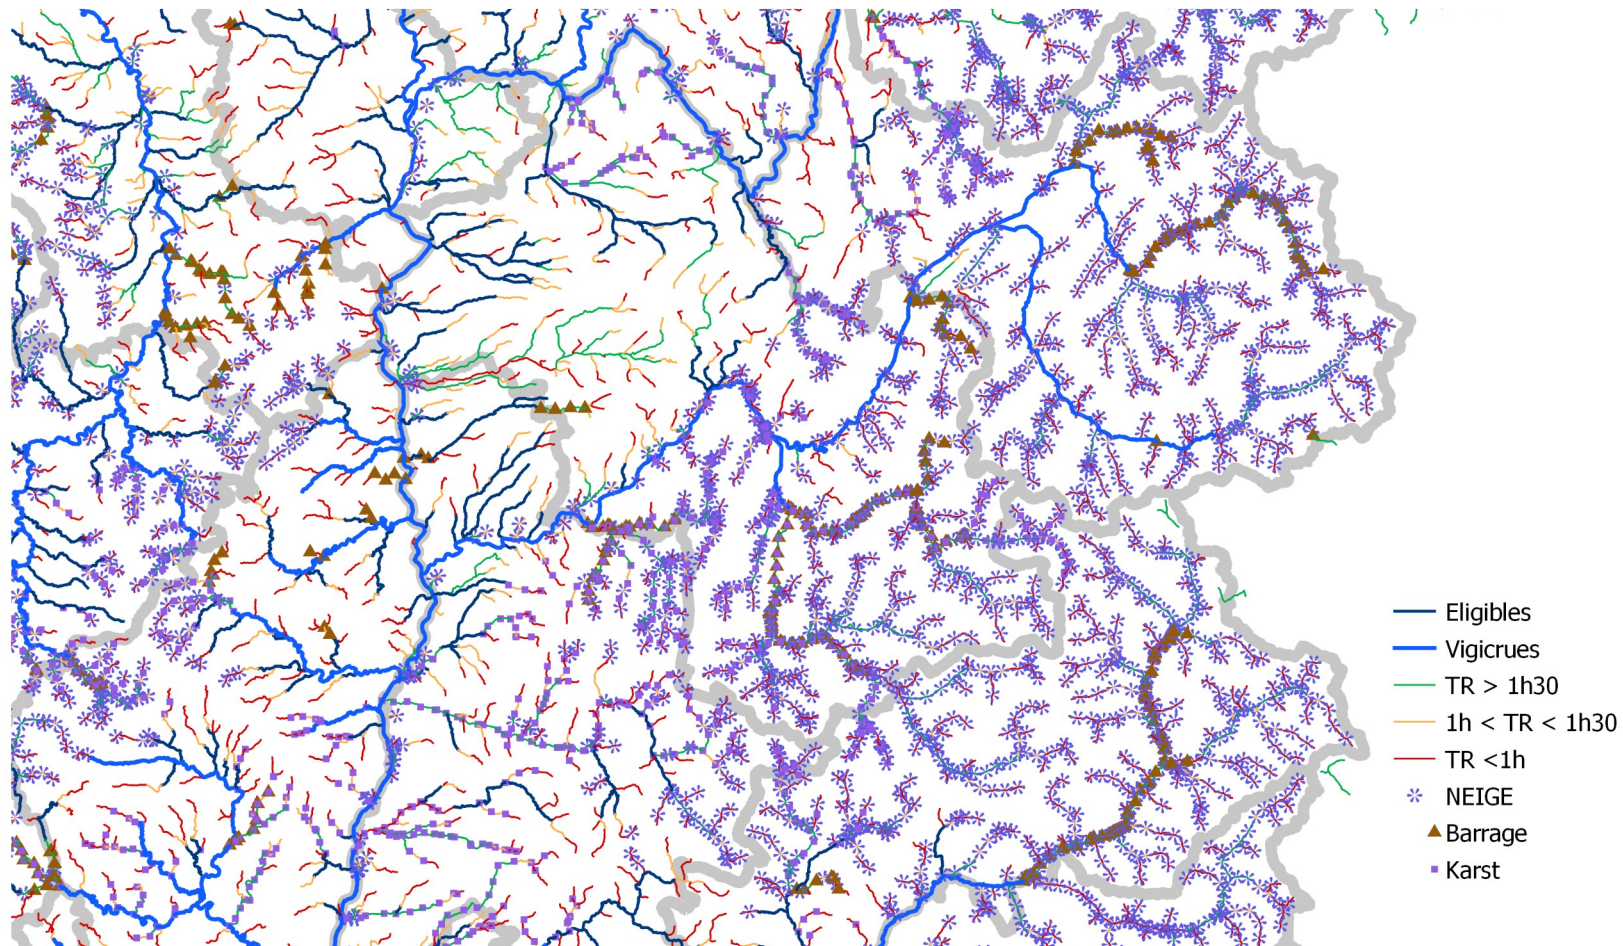 Eligibles
Vigicrues
TR > 1h30
1h < TR < 1h30
TR <1h
NEIGE
Barrage
Karst